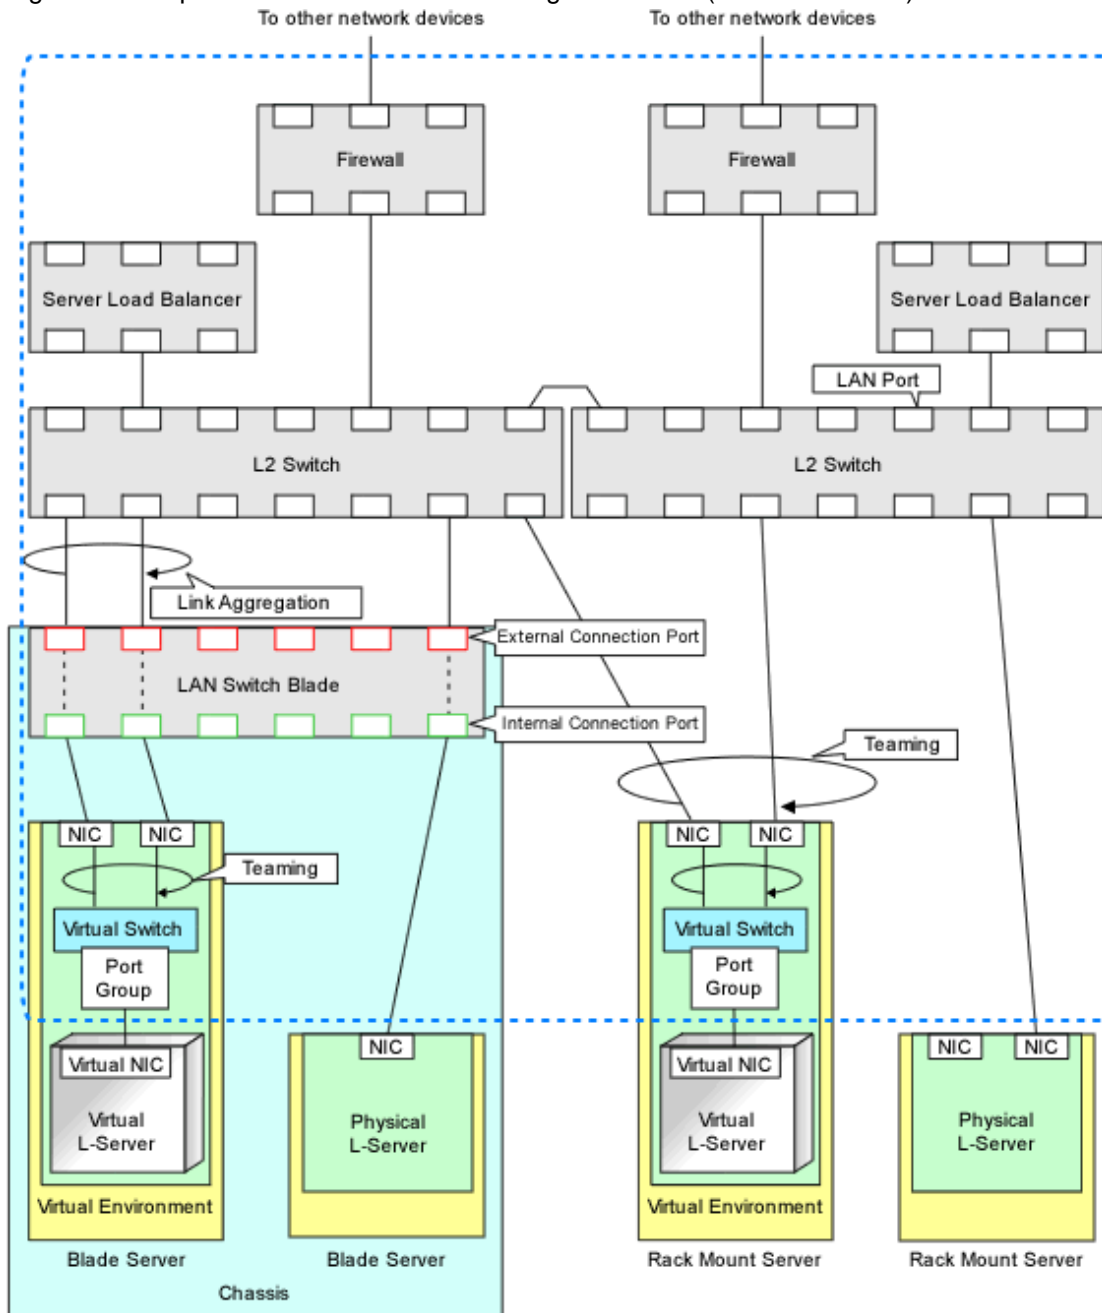 To other network devices
To other network devices
Firewall
Firewall
Server Load Balancer
Server Load Balancer
LAN Port
L2 Switch
L2 Switch
Link Aggregation
External Connection Port
LAN Switch Blade
Internal Connection Port
Teaming
NIC
NIC
NIC
NIC
Teaming
Virtual Switch
Virtual Switch
Port
Group
Port
Group
NIC
NIC
NIC
Virtual NIC
Virtual NIC
Virtual
L-Server
Physical
L-Server
Virtual
L-Server
Physical
L-Server
Virtual Environment
Virtual Environment
Blade Server
Blade Server
Rack Mount Server
Rack Mount Server
Chassis